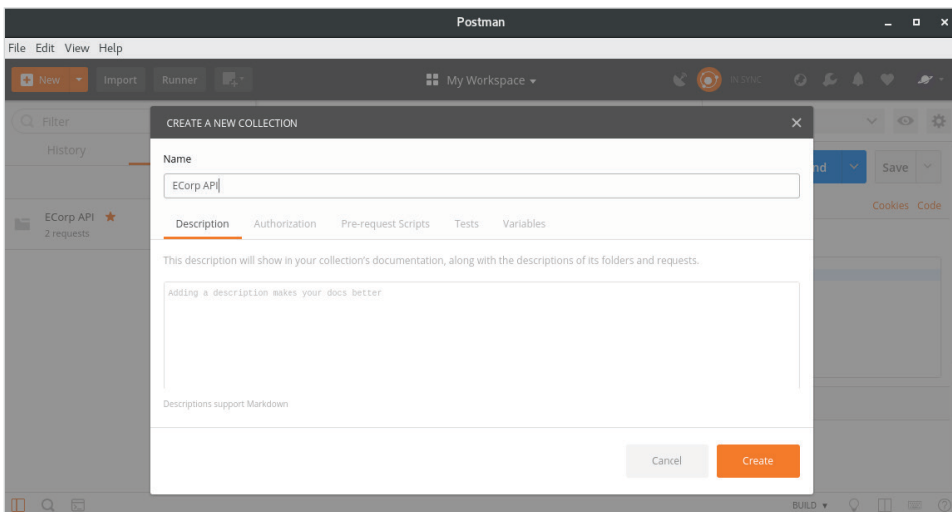 Postman
File Edit View Help
New Import Runner My Workspace IN SYNC
Filter
History
CREATE A NEW COLLECTION
Name
ECorp API
Description Authorization Pre-request Scripts Tests Variables
This description will show in your collection's documentation, along with the descriptions of its folders and requests.
Adding a description makes your docs better
Descriptions support Markdown
Cancel Create
ECorp API
2 requests
nd Save
Cookies Code
BUILD